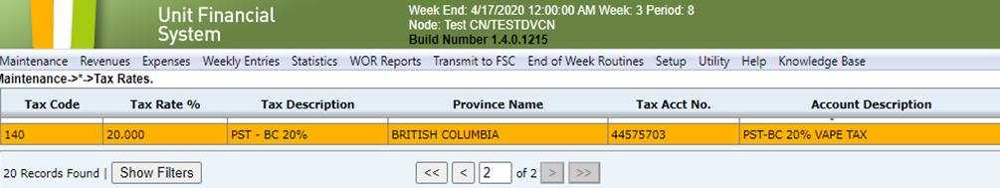 Unit Financial
System
Week End: 4/17/2020 12:00:00 AM Week: 3 Period: 8
Node: Test CN/TESTDVCN
Build Number 1.4.0.1215
Maintenance Revenues Expenses Weekly Entries Statistics WOR Reports Transmit to FSC End of Week Routines Setup Utility Help Knowledge Base
Maintenance->*->Tax Rates.
Tax Code Tax Rate % Tax Description Province Name Tax Acct No. Account Description
140 20.000 PST - BC 20% BRITISH COLUMBIA 44575703 PST-BC 20% VAPE TAX
20 Records Found | Show Filters << < 2 of 2 > >>